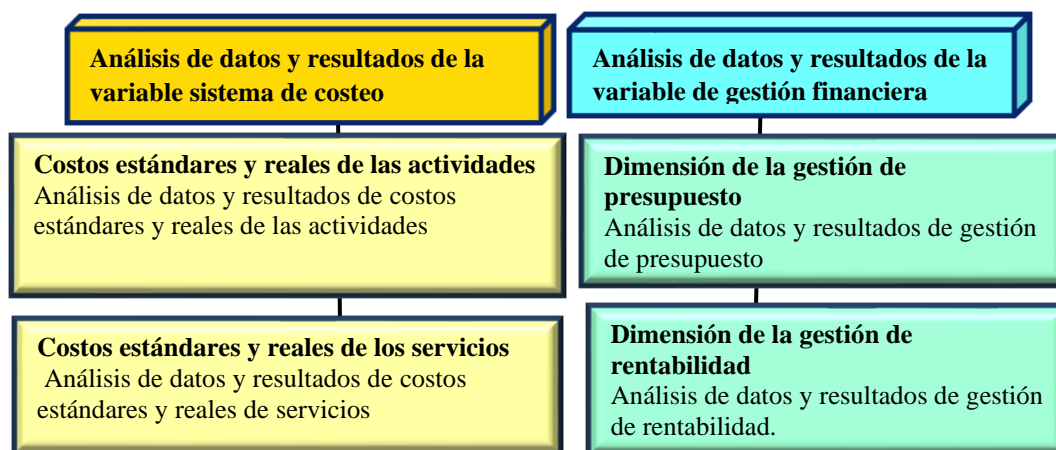 Análisis de datos y resultados de la
variable sistema de costeo
Costos estándares y reales de las actividades
Análisis de datos y resultados de costos
estándares y reales de las actividades
Costos estándares y reales de los servicios
Análisis de datos y resultados de costos
estándares y reales de servicios
Análisis de datos y resultados de la
variable de gestión financiera
Dimensión de la gestión de
presupuesto
Análisis de datos y resultados de gestión
de presupuesto
Dimensión de la gestión de
rentabilidad
Análisis de datos y resultados de gestión
de rentabilidad.